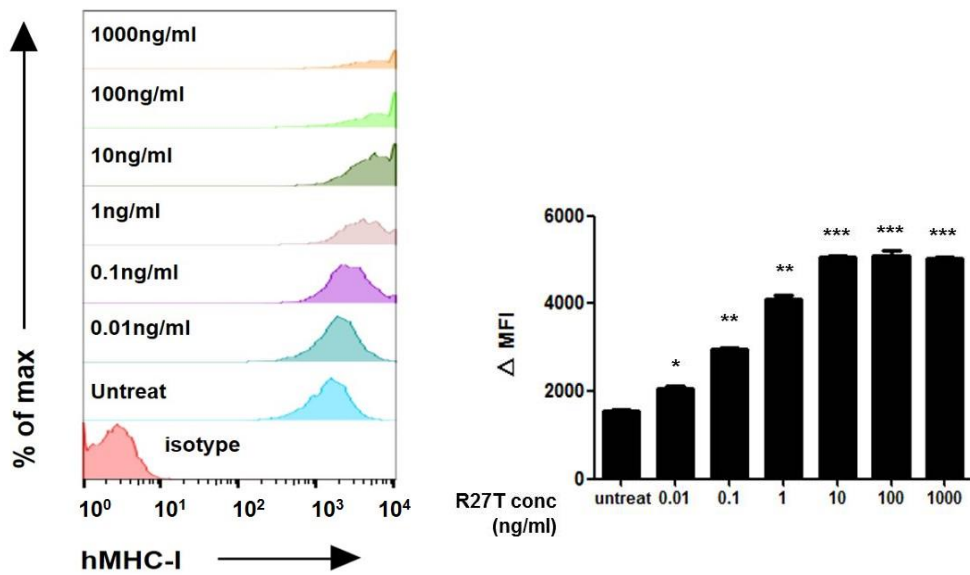 % of max
1000ng/ml
100ng/ml
10ng/ml
1ng/ml
0.1ng/ml
0.01ng/ml
Untreat
isotype
10⁰ 10¹ 10² 10³ 10⁴
hMHC-I
△ MFI
6000
4000
2000
0
* ** ** *** *** ***
R27T conc
(ng/ml)
untreat 0.01 0.1 1 10 100 1000